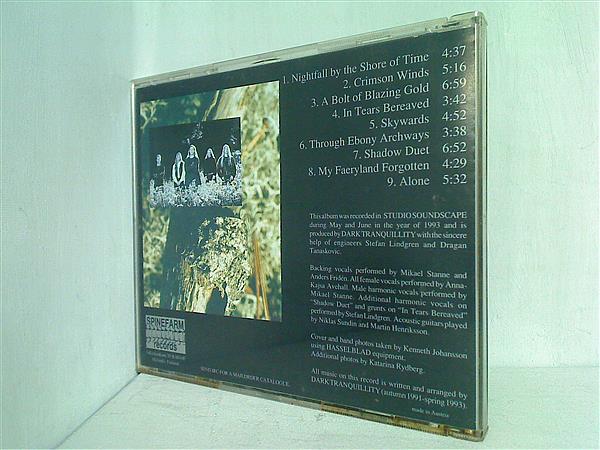 1. Nightfall by the Shore of Time 4:37
2. Crimson Winds 5:16
3. A Bolt of Blazing Gold 6:59
4. In Tears Bereaved 3:42
5. Skywards 4:52
6. Through Ebony Archways 3:38
7. Shadow Duet 6:52
8. My Faeryland Forgotten 4:29
9. Alone 5:32
This album was recorded in STUDIO SOUNDSCAPE
during May and June in the year of 1993 and is
produced by DARK TRANQUILLITY with the sincere
help of engineers Stefan Lindgren and Dragan
Tanaskovic.
Backing vocals performed by Mikael Stanne and
Anders Fridén. All female vocals performed by Anna-
Kajsa Avehall. Male harmonic vocals performed by
Mikael Stanne. Additional harmonic vocals on
"Shadow Duet" and grunts on "In Tears Bereaved"
performed by Stefan Lindgren. Acoustic guitars played
by Niklas Sundin and Martin Henriksson.
Cover and band photos taken by Kenneth Johansson
using HASSELBLAD equipment.
Additional photos by Katarina Rydberg.
All music on this record is written and arranged by
DARK TRANQUILLITY (autumn 1991-spring 1993).
made in Austria
SPINEFARM
records
SEND IRC FOR A MAILORDER CATALOGUE.